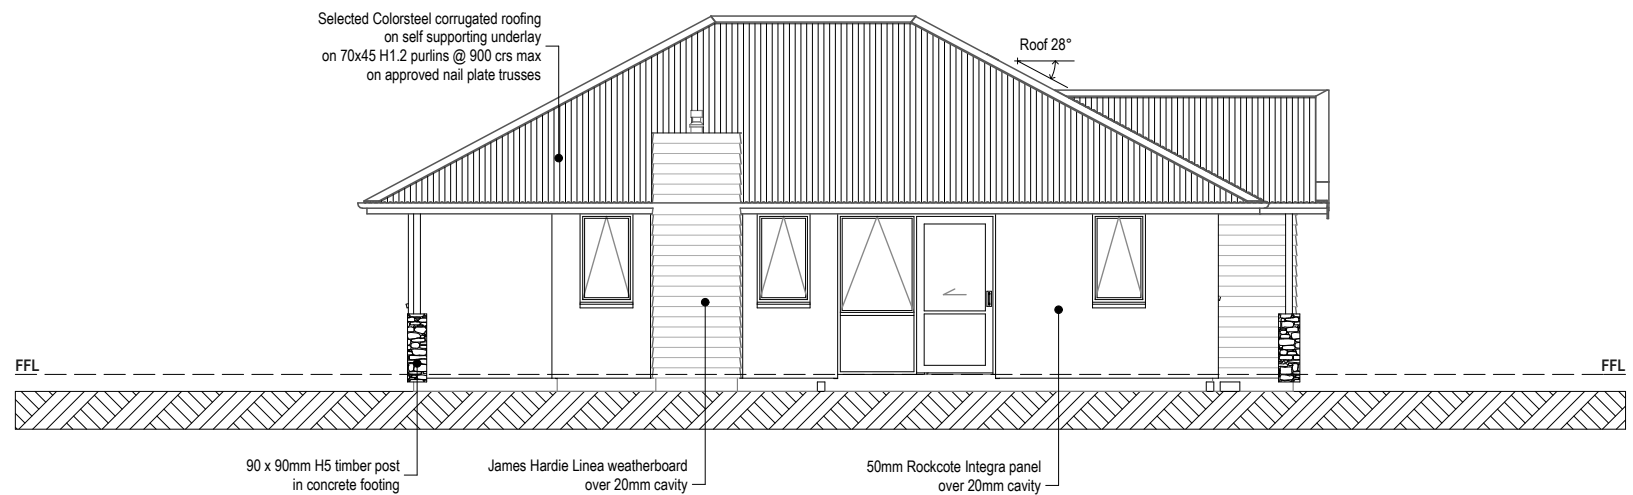 Selected Colorsteel corrugated roofing
on self supporting underlay
on 70x45 H1.2 purlins @ 900 crs max
on approved nail plate trusses
Roof 28°
FFL
FFL
90 x 90mm H5 timber post
in concrete footing
James Hardie Linea weatherboard
over 20mm cavity
50mm Rockcote Integra panel
over 20mm cavity